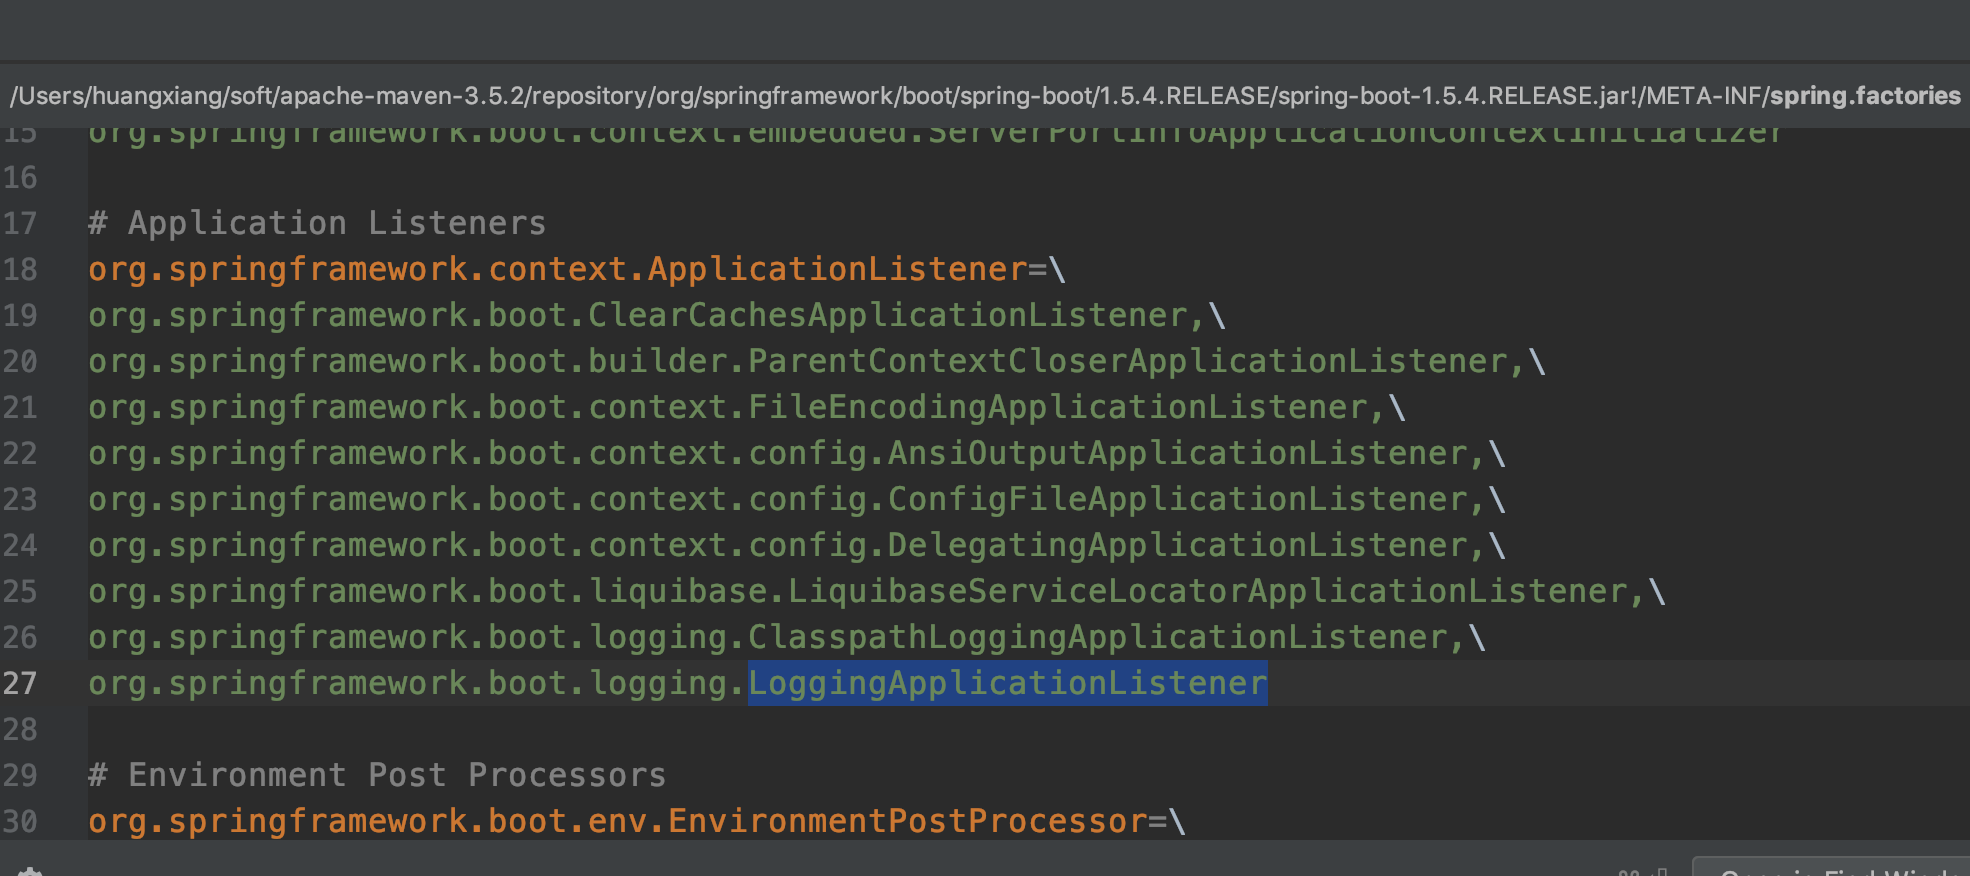 /Users/huangxiang/soft/apache-maven-3.5.2/repository/org/springframework/boot/spring-boot/1.5.4.RELEASE/spring-boot-1.5.4.RELEASE.jar!/META-INF/spring.factories
15 org.springframework.boot.context.embedded.ServerPortInfoApplicationContextInitializer
16
17 # Application Listeners
18 org.springframework.context.ApplicationListener=\
19 org.springframework.boot.ClearCachesApplicationListener,\
20 org.springframework.boot.builder.ParentContextCloserApplicationListener,\
21 org.springframework.boot.context.FileEncodingApplicationListener,\
22 org.springframework.boot.context.config.AnsiOutputApplicationListener,\
23 org.springframework.boot.context.config.ConfigFileApplicationListener,\
24 org.springframework.boot.context.config.DelegatingApplicationListener,\
25 org.springframework.boot.liquibase.LiquibaseServiceLocatorApplicationListener,\
26 org.springframework.boot.logging.ClasspathLoggingApplicationListener,\
27 org.springframework.boot.logging.LoggingApplicationListener
28
29 # Environment Post Processors
30 org.springframework.boot.env.EnvironmentPostProcessor=\